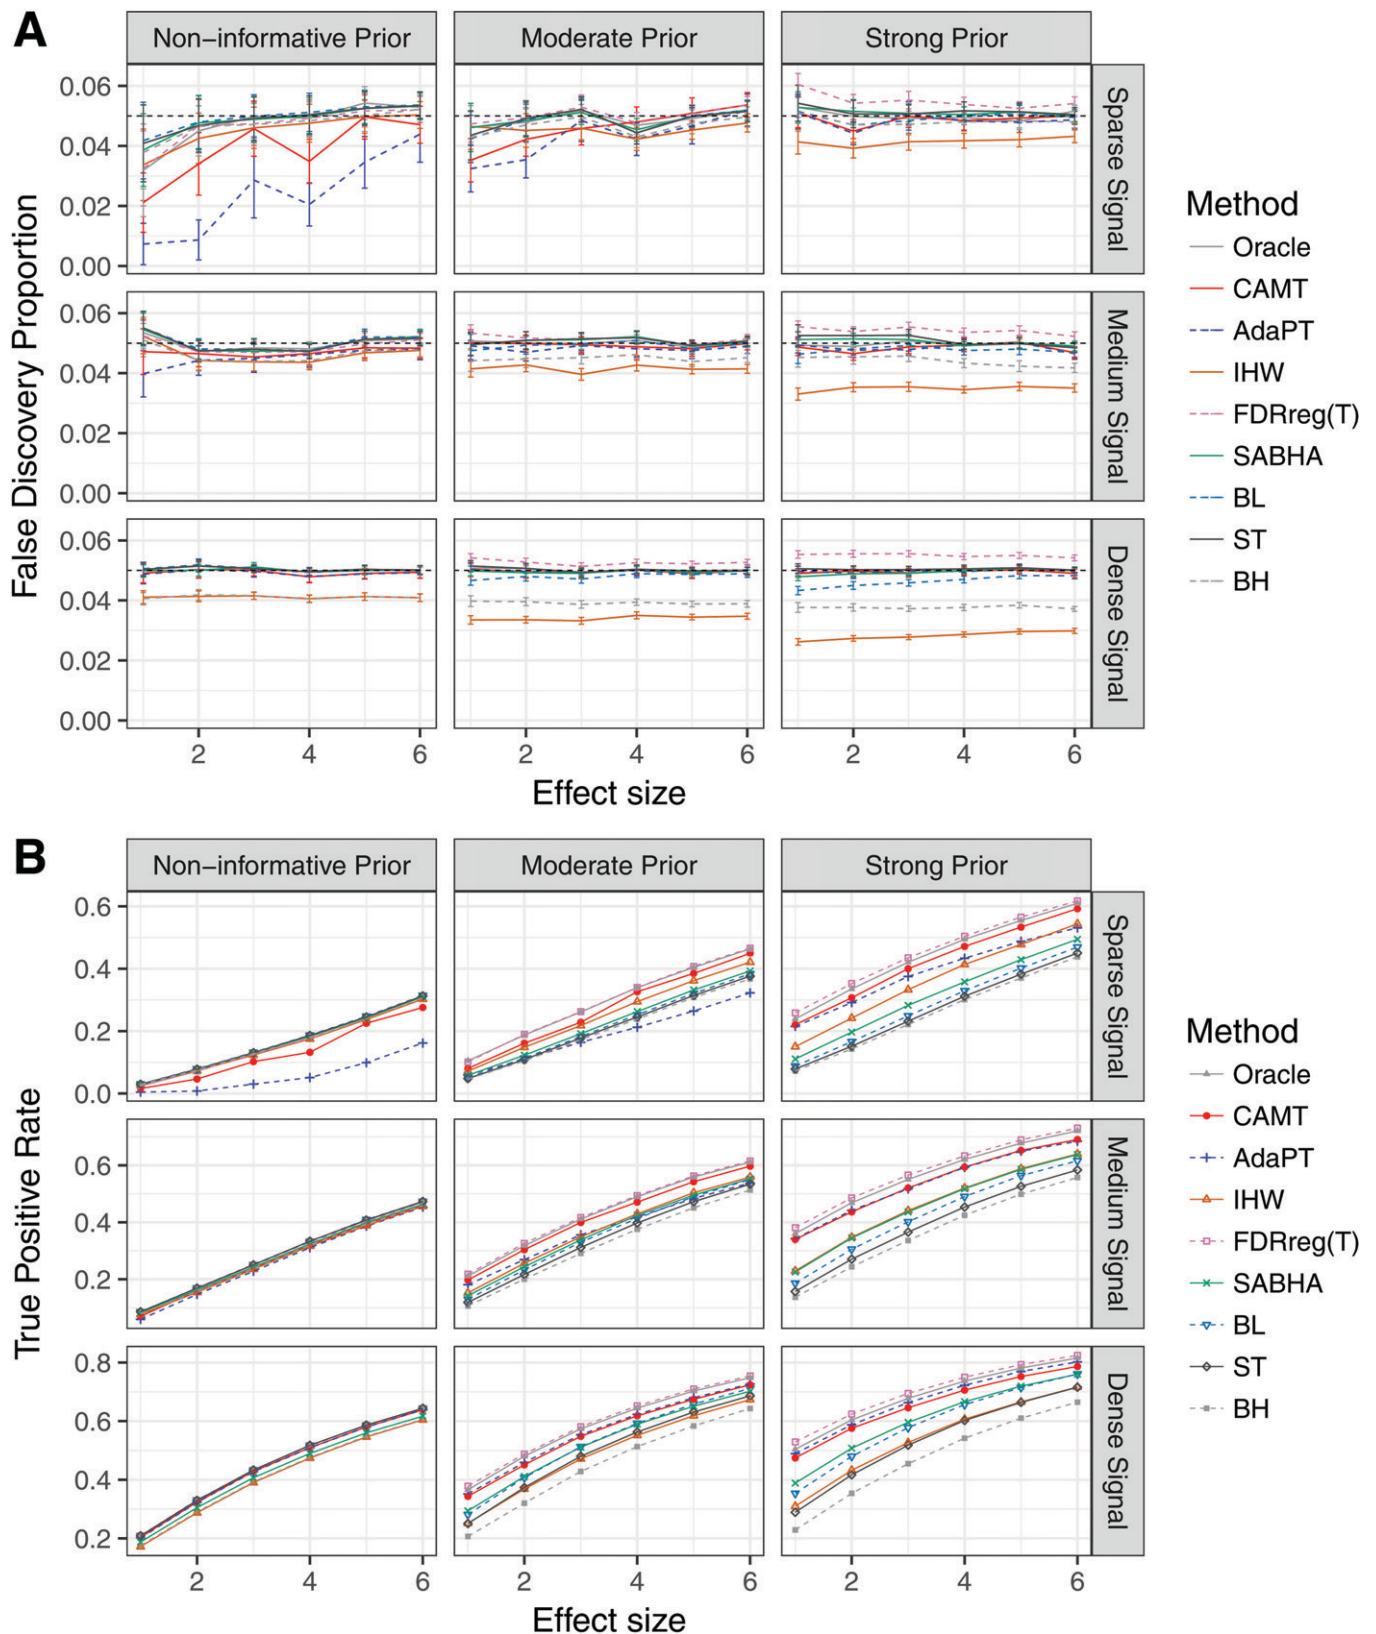 A
Non−informative Prior
Moderate Prior
Strong Prior
False Discovery Proportion
0.06
0.04
0.02
0.00
Sparse Signal
0.06
0.04
0.02
0.00
Medium Signal
0.06
0.04
0.02
0.00
Dense Signal
2 4 6
2 4 6
2 4 6
Effect size
Method
Oracle
CAMT
AdaPT
IHW
FDRreg(T)
SABHA
BL
ST
BH
B
Non−informative Prior
Moderate Prior
Strong Prior
True Positive Rate
0.6
0.4
0.2
0.0
Sparse Signal
0.6
0.4
0.2
Medium Signal
0.8
0.6
0.4
0.2
Dense Signal
2 4 6
2 4 6
2 4 6
Effect size
Method
Oracle
CAMT
AdaPT
IHW
FDRreg(T)
SABHA
BL
ST
BH